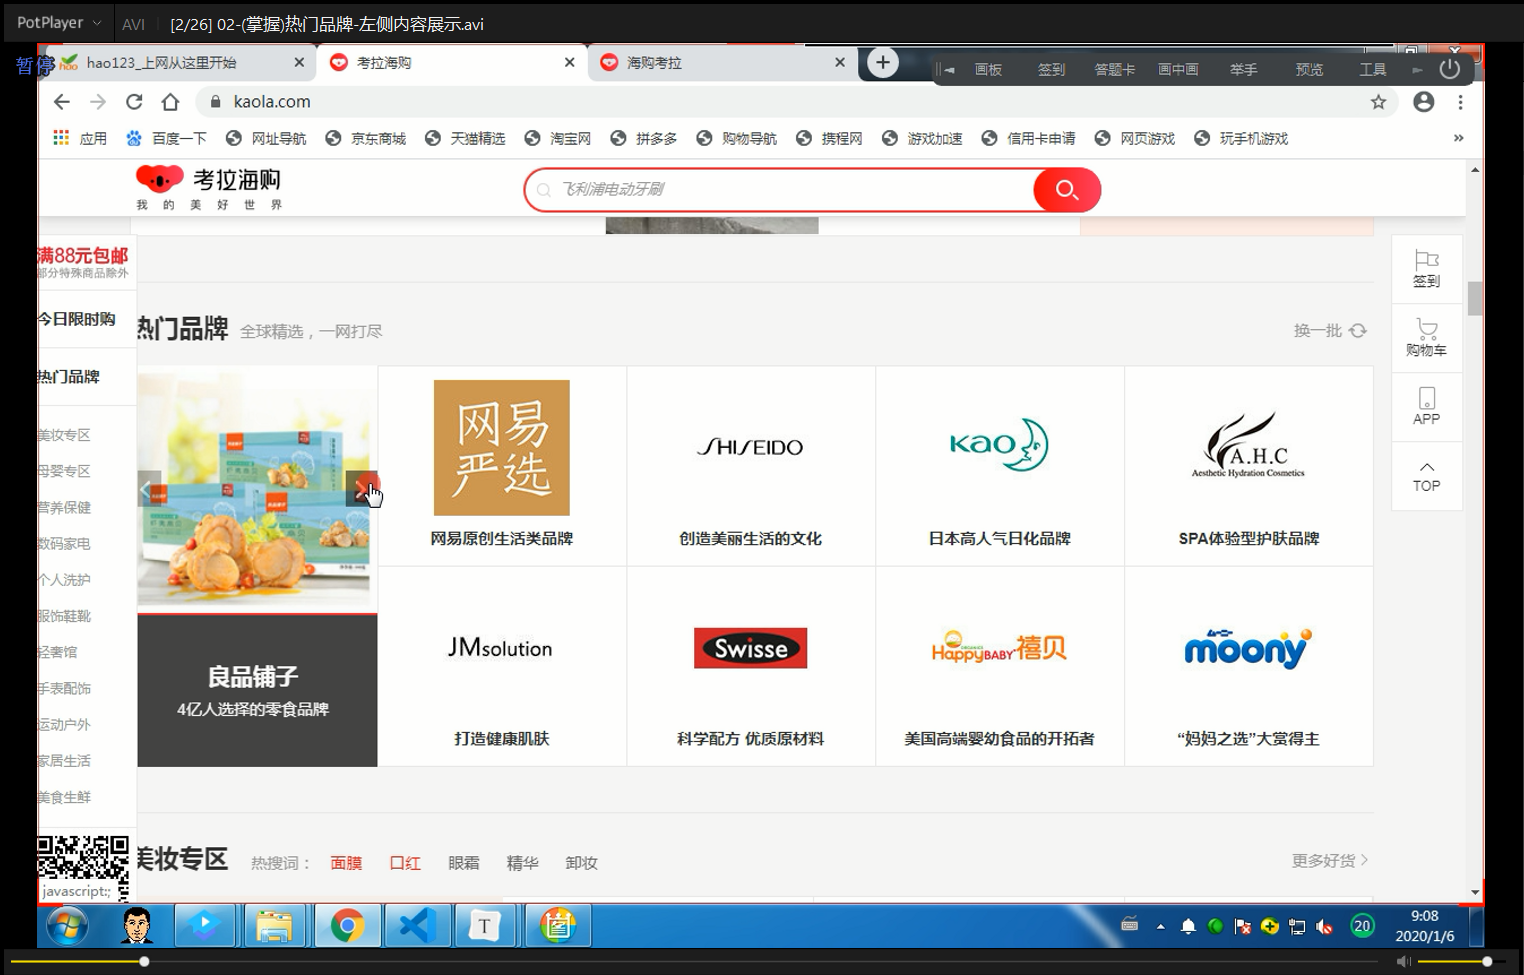 PotPlayer AVI [2/26] 02-(掌握)热门品牌-左侧内容展示.avi
暂停
hao123_上网从这里开始 考拉海购 海购考拉
画板 签到 答题卡 画中画 举手 预览 工具
kaola.com
应用 百度一下 网址导航 京东商城 天猫精选 淘宝网 拼多多 购物导航 携程网 游戏加速 信用卡申请 网页游戏 玩手机游戏
考拉海购
我的美好世界
飞利浦电动牙刷
满88元包邮
部分特殊商品除外
今日限时购
热门品牌
美妆专区
母婴专区
营养保健
数码家电
个人洗护
服饰鞋靴
轻奢馆
手表配饰
运动户外
家居生活
美食生鲜
javascript:;
热门品牌 全球精选，一网打尽 换一批
良品铺子
4亿人选择的零食品牌
网易
严选
网易原创生活类品牌
SHISEIDO
创造美丽生活的文化
kao
日本高人气日化品牌
A.H.C
Aesthetic Hydration Cosmetics
SPA体验型护肤品牌
JMsolution
打造健康肌肤
Swisse
科学配方 优质原材料
ORGANICS
HAPPYBABY 禧贝
美国高端婴幼食品的开拓者
moony
“妈妈之选”大赏得主
签到
购物车
APP
TOP
美妆专区 热搜词： 面膜 口红 眼霜 精华 卸妆 更多好货
T
20
9:08
2020/1/6